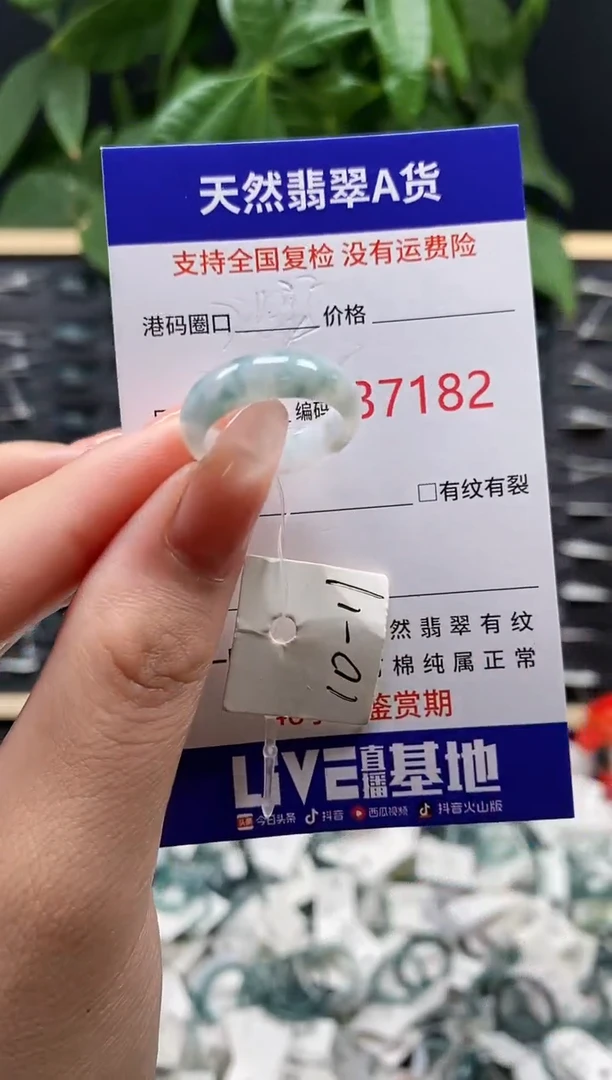 天然翡翠A货
支持全国复检 没有运费险
港码圈口 价格
编码 37182
□有纹有裂
然翡翠有纹
棉纯属正常
鉴赏期
10-11
LIVE直播基地
头条 今日头条 抖音 西瓜视频 抖音火山版